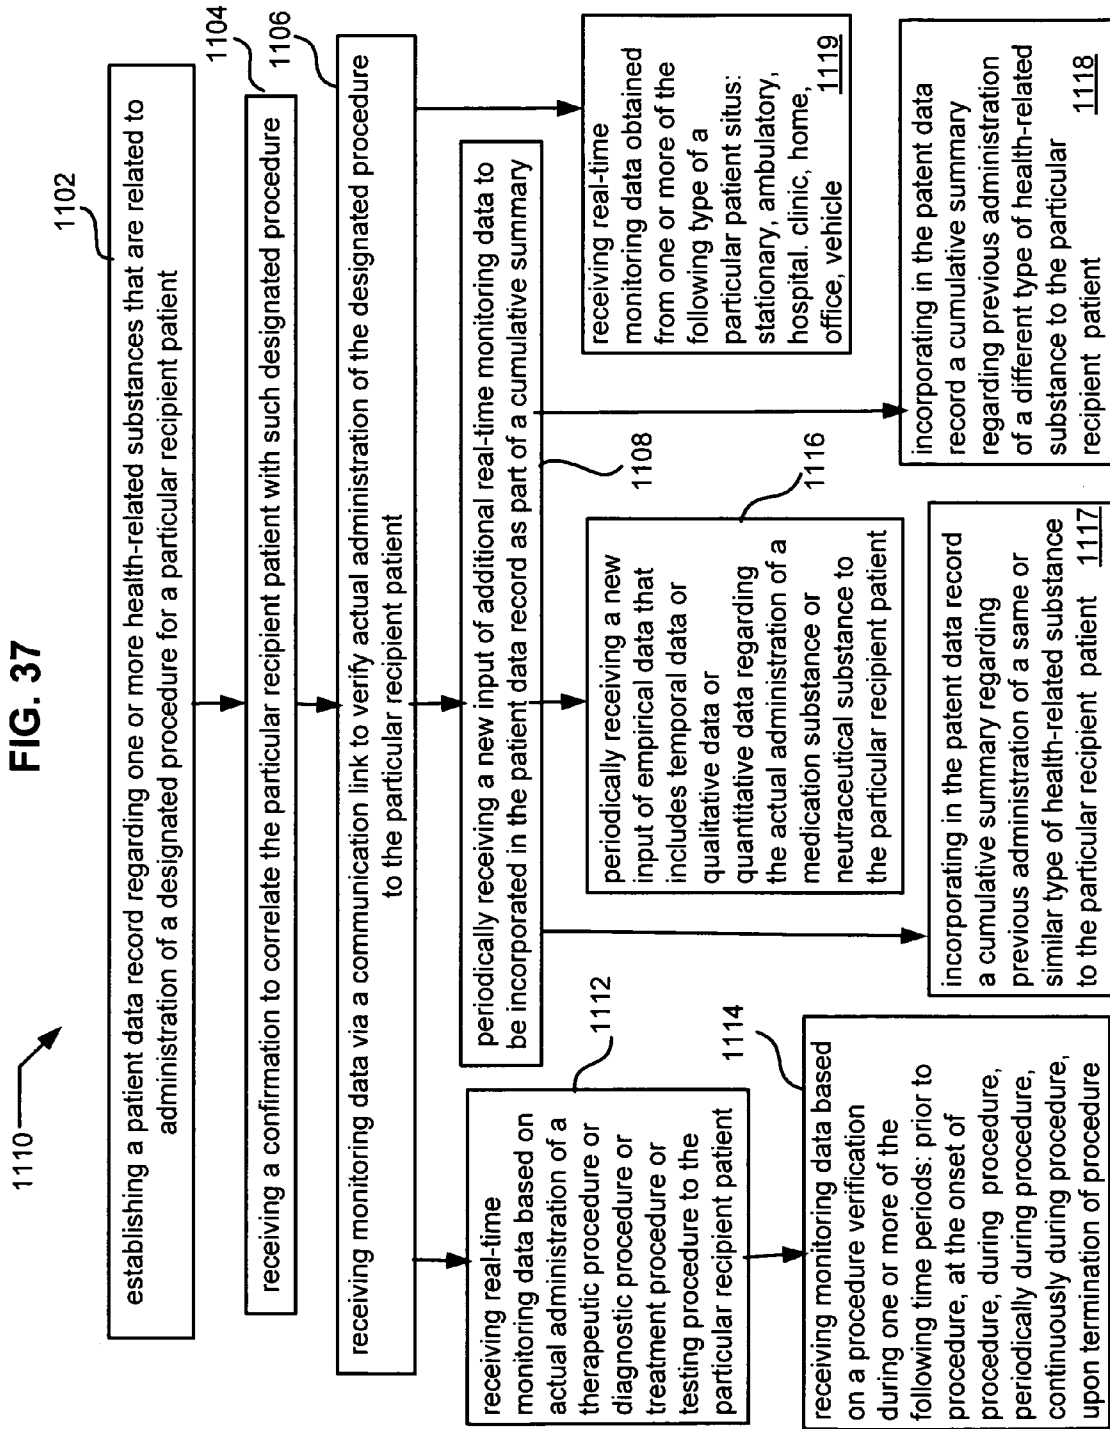 FIG. 37
1110
1102
establishing a patient data record regarding one or more health-related substances that are related to
administration of a designated procedure for a particular recipient patient
1104
receiving a confirmation to correlate the particular recipient patient with such designated procedure
1106
receiving monitoring data via a communication link to verify actual administration of the designated procedure
to the particular recipient patient
periodically receiving a new input of additional real-time monitoring data to
be incorporated in the patient data record as part of a cumulative summary
1108
receiving real-time
monitoring data obtained
from one or more of the
following type of a
particular patient situs:
stationary, ambulatory,
hospital. clinic, home,
office, vehicle
1119
1112
receiving real-time
monitoring data based on
actual administration of a
therapeutic procedure or
diagnostic procedure or
treatment procedure or
testing procedure to the
particular recipient patient
1116
periodically receiving a new
input of empirical data that
includes temporal data or
qualitative data or
quantitative data regarding
the actual administration of a
medication substance or
neutraceutical substance to
the particular recipient patient
1114
receiving monitoring data based
on a procedure verification
during one or more of the
following time periods: prior to
procedure, at the onset of
procedure, during procedure,
periodically during procedure,
continuously during procedure,
upon termination of procedure
incorporating in the patent data record
a cumulative summary regarding
previous administration of a same or
similar type of health-related substance
to the particular recipient patient
1117
incorporating in the patent data
record a cumulative summary
regarding previous administration
of a different type of health-related
substance to the particular
recipient patient
1118